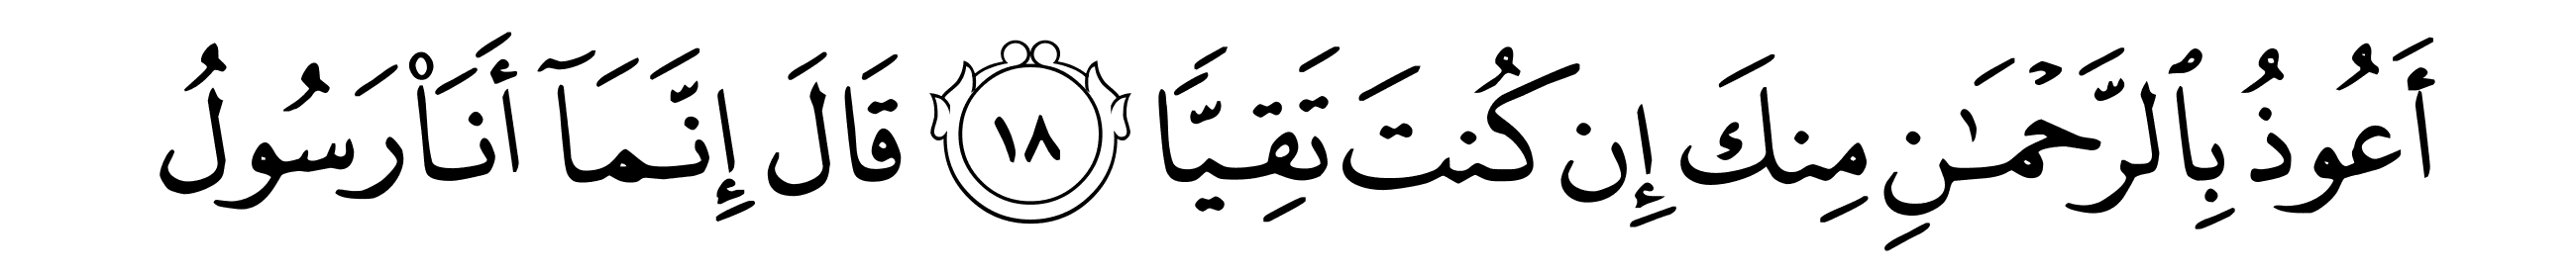 أَعُوذُ بِٱلرَّحْمَـٰنِ مِنكَ إِن كُنتَ تَقِيًّا ١٨ قَالَ إِنَّمَآ أَنَا۠ رَسُولُ